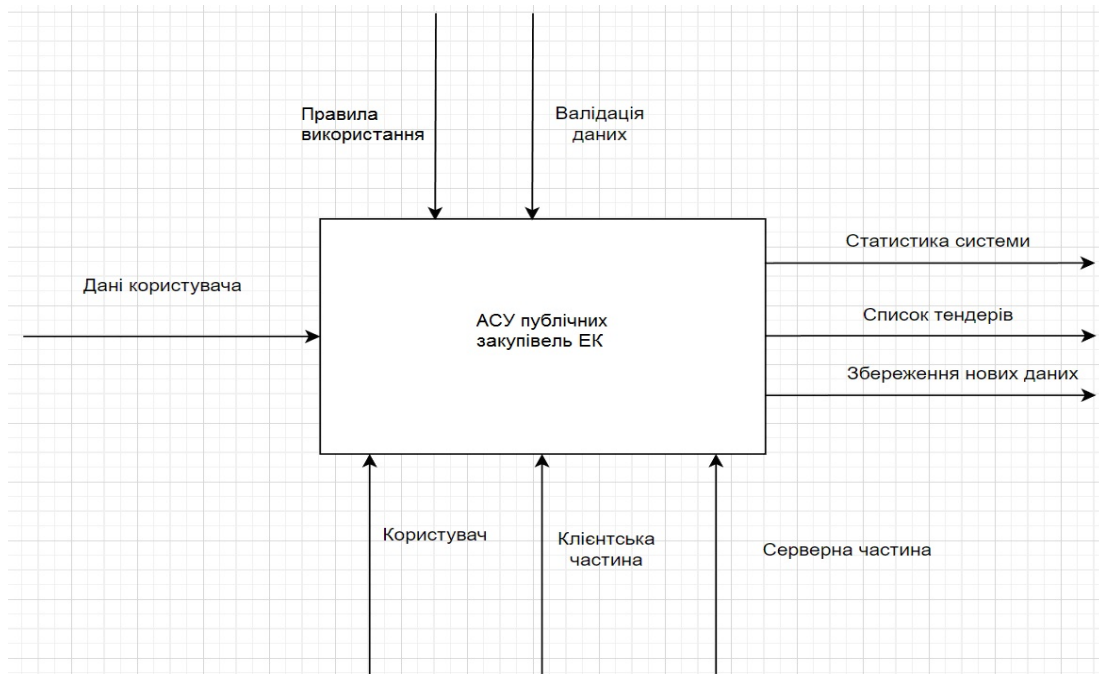 Правила
використання
Валідація
даних
Статистика системи
Дані користувача
Список тендерів
АСУ публічних
закупівель ЕК
Збереження нових даних
Користувач
Клієнтська
частина
Серверна частина